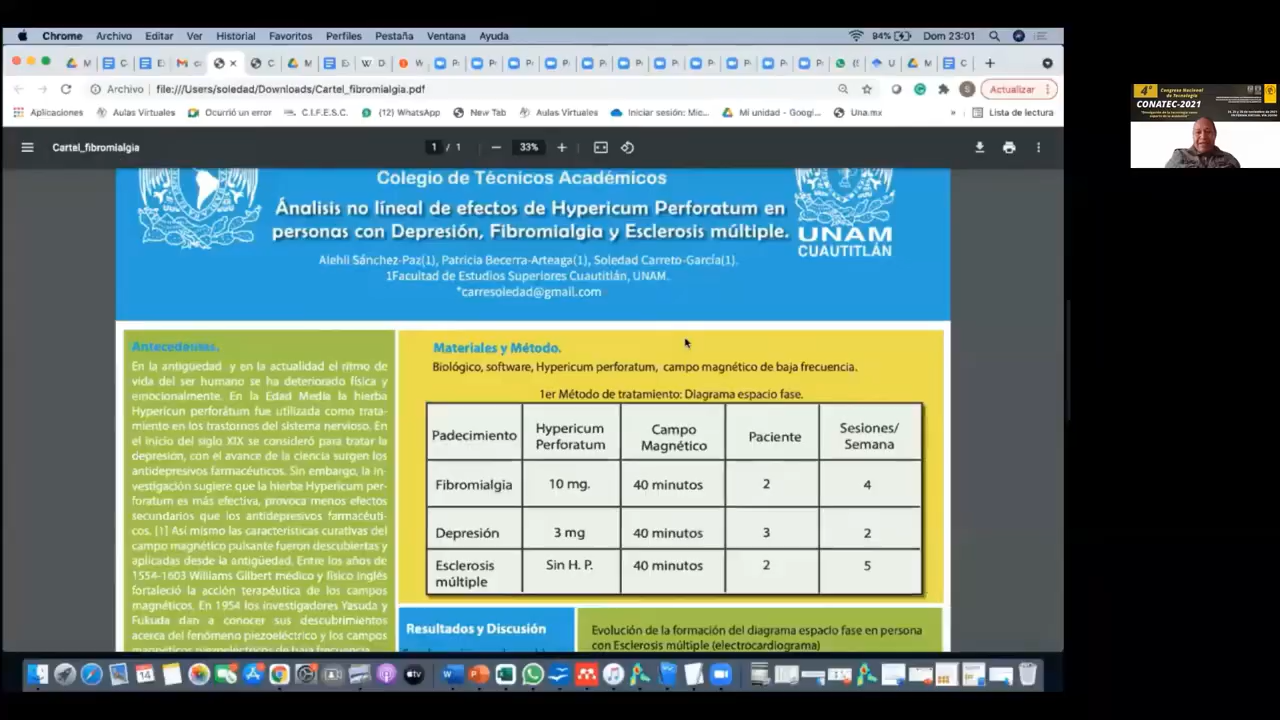 Chrome Archivo Editar Ver Historial Favoritos Perfiles Pestaña Ventana Ayuda 94% Dom 23:01
Archivo file:///Users/soledad/Downloads/Cartel_fibromialgia.pdf Actualizar
Aplicaciones Aulas Virtuales Ocurrió un error C.I.F.E.S.C. (12) WhatsApp New Tab Aulas Virtuales Iniciar sesión: Mic... Mi unidad - Googl... Una.mx » Lista de lectura
Cartel_fibromialgia 1 / 1 33%
Colegio de Técnicos Académicos
Ánalisis no líneal de efectos de Hypericum Perforatum en
personas con Depresión, Fibromialgia y Esclerosis múltiple.
UNAM
CUAUTITLÁN
Alehli Sánchez-Paz(1), Patricia Becerra-Arteaga(1), Soledad Carreto-García(1).
1Facultad de Estudios Superiores Cuautitlán, UNAM.
*carresoledad@gmail.com
Antecedentes.
En la antigüedad y en la actualidad el ritmo de
vida del ser humano se ha deteriorado física y
emocionalmente. En la Edad Media la hierba
Hypericun perforátum fue utilizada como trata-
miento en los trastornos del sistema nervioso. En
el inicio del siglo XIX se consideró para tratar la
depresión, con el avance de la ciencia surgen los
antidepresivos farmacéuticos. Sin embargo, la in-
vestigación sugiere que la hierba Hypericum per-
foratum es más efectiva, provoca menos efectos
secundarios que los antidepresivos farmacéuti-
cos. [1] Así mismo las características curativas del
campo magnético pulsante fueron descubiertas y
aplicadas desde la antigüedad. Entre los años de
1554-1603 Williams Gilbert médico y físico inglés
fortaleció la acción terapéutica de los campos
magnéticos. En 1954 los investigadores Yasuda y
Fukuda dan a conocer sus descubrimientos
acerca del fenómeno piezoeléctrico y los campos
Materiales y Método.
Biológico, software, Hypericum perforatum, campo magnético de baja frecuencia.
1er Método de tratamiento: Diagrama espacio fase.
Padecimiento Hypericum Perforatum Campo Magnético Paciente Sesiones/ Semana
Fibromialgia 10 mg. 40 minutos 2 4
Depresión 3 mg 40 minutos 3 2
Esclerosis múltiple Sin H. P. 40 minutos 2 5
Resultados y Discusión
Evolución de la formación del diagrama espacio fase en persona
con Esclerosis múltiple (electrocardiograma)
4° Congreso Nacional
de Tecnología
CONATEC-2021